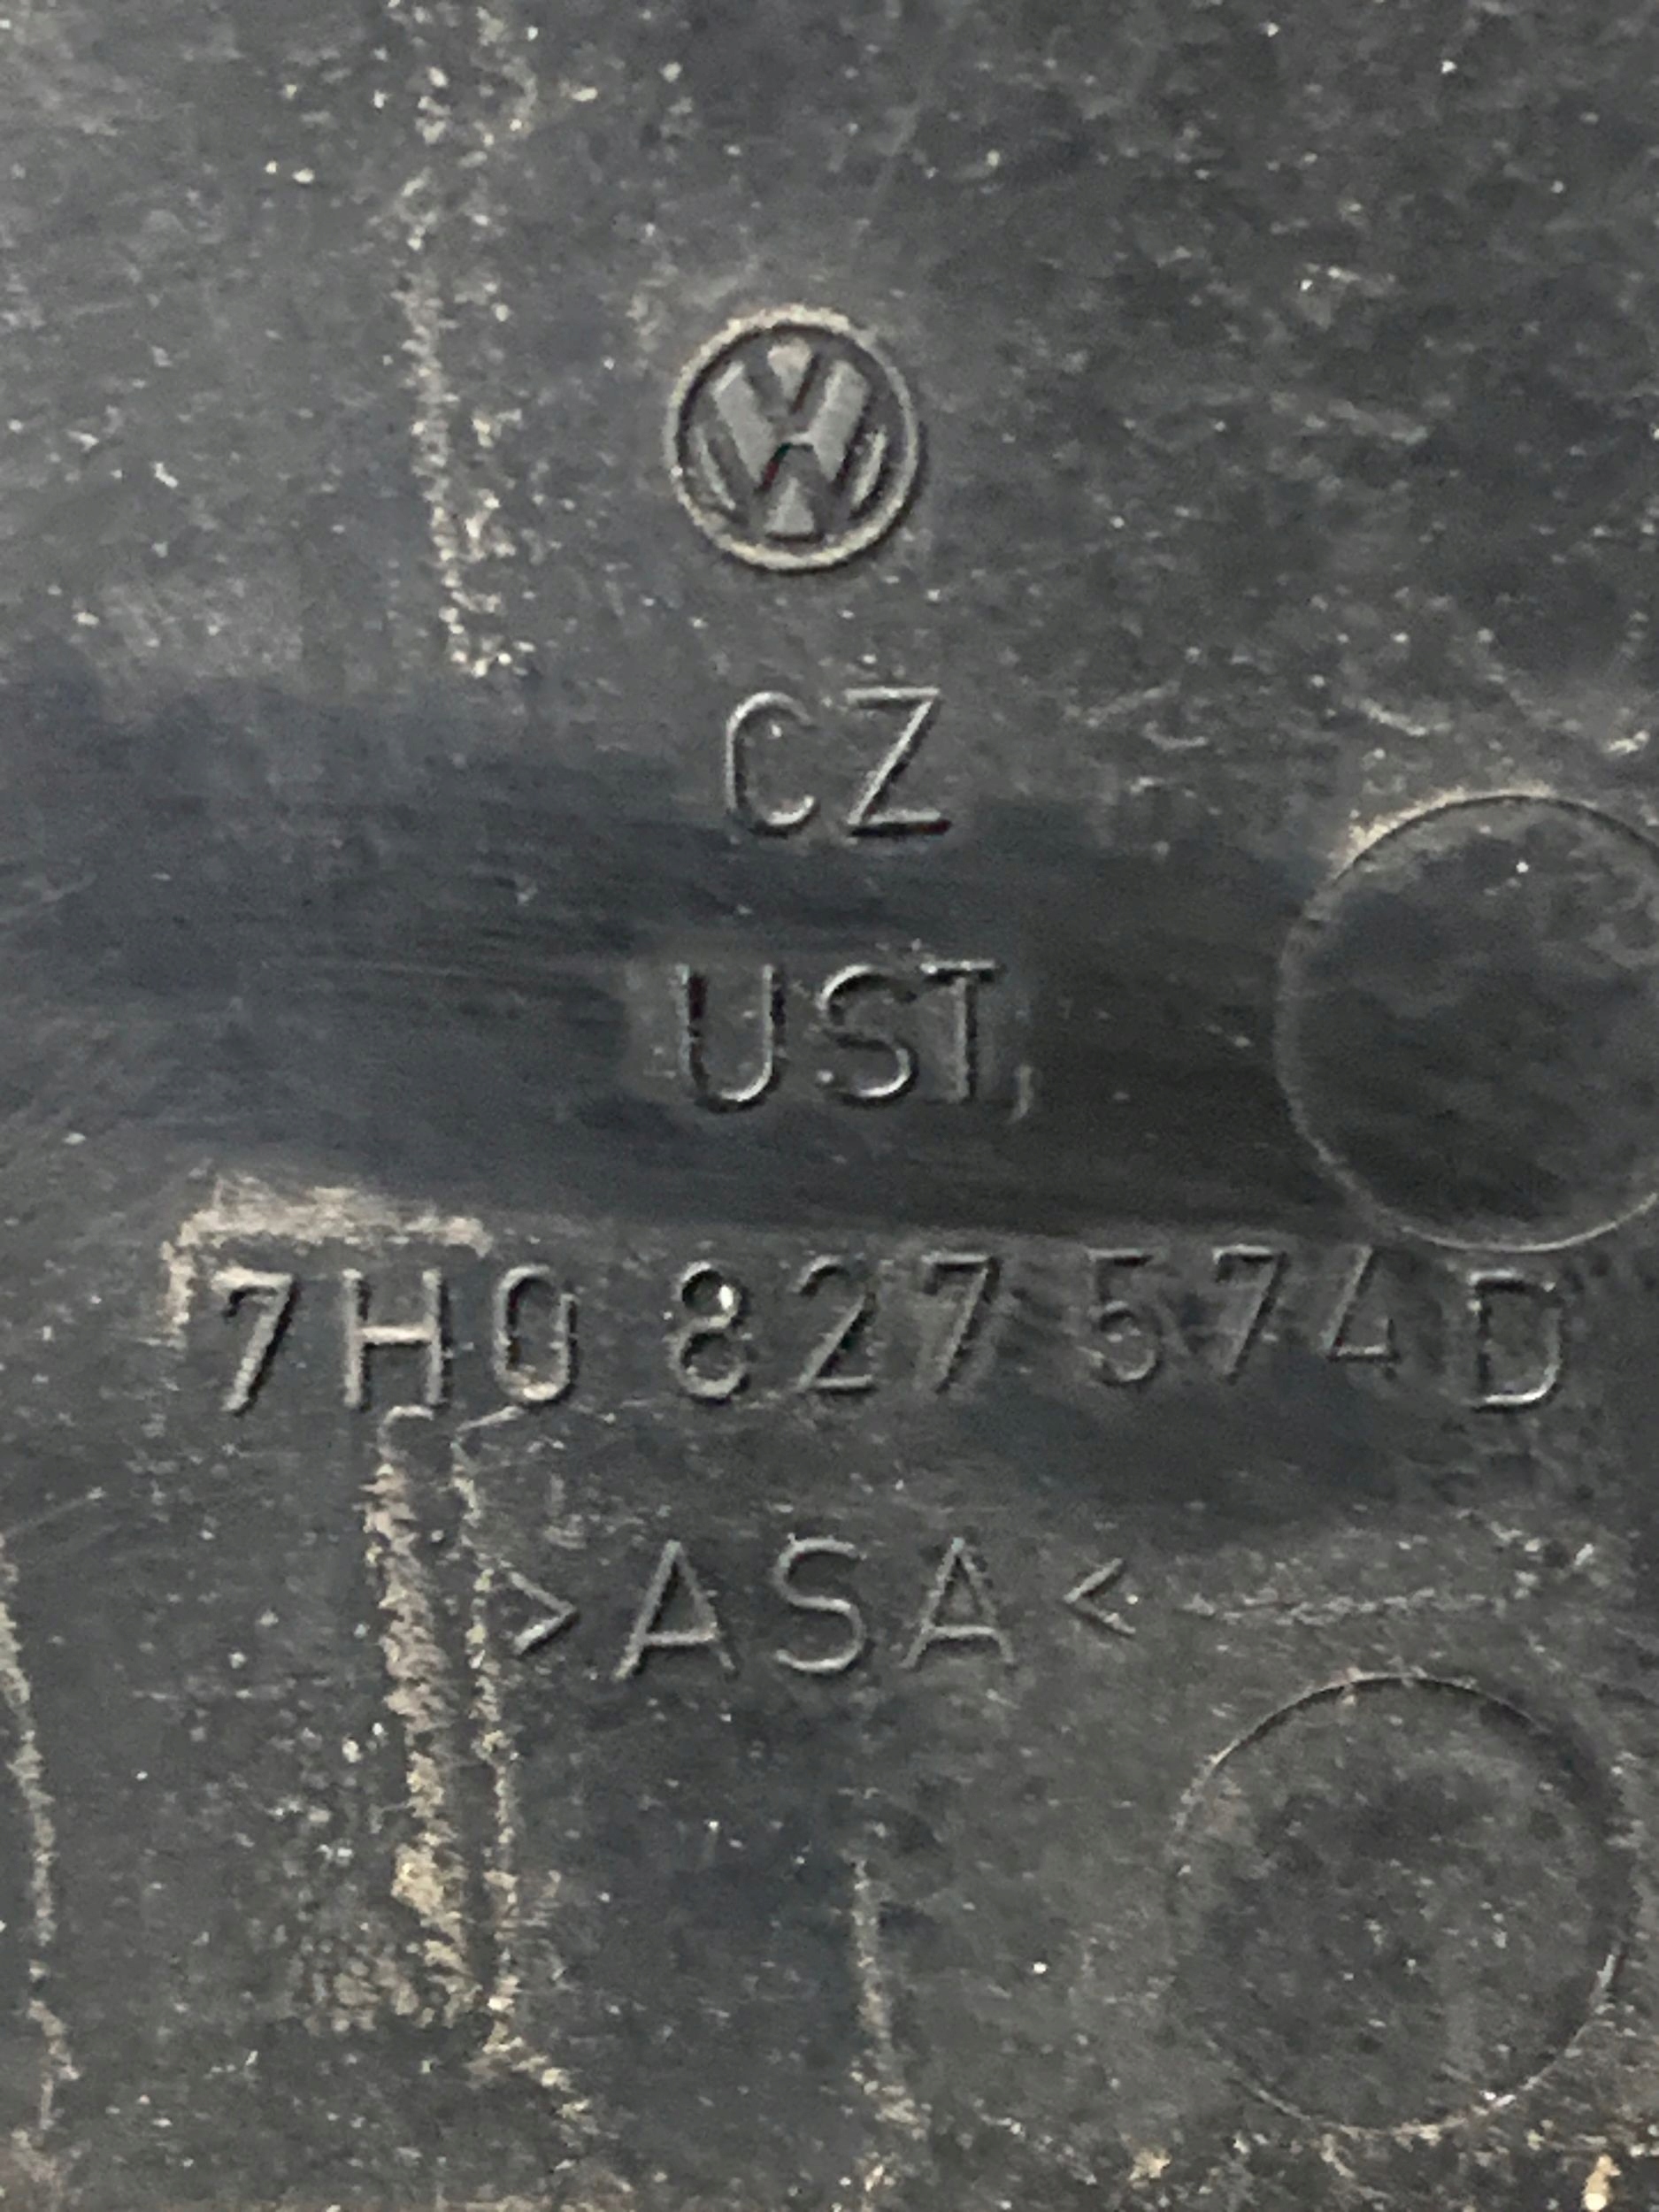 CZ
UST,
7H0 827 574 D
>ASA<